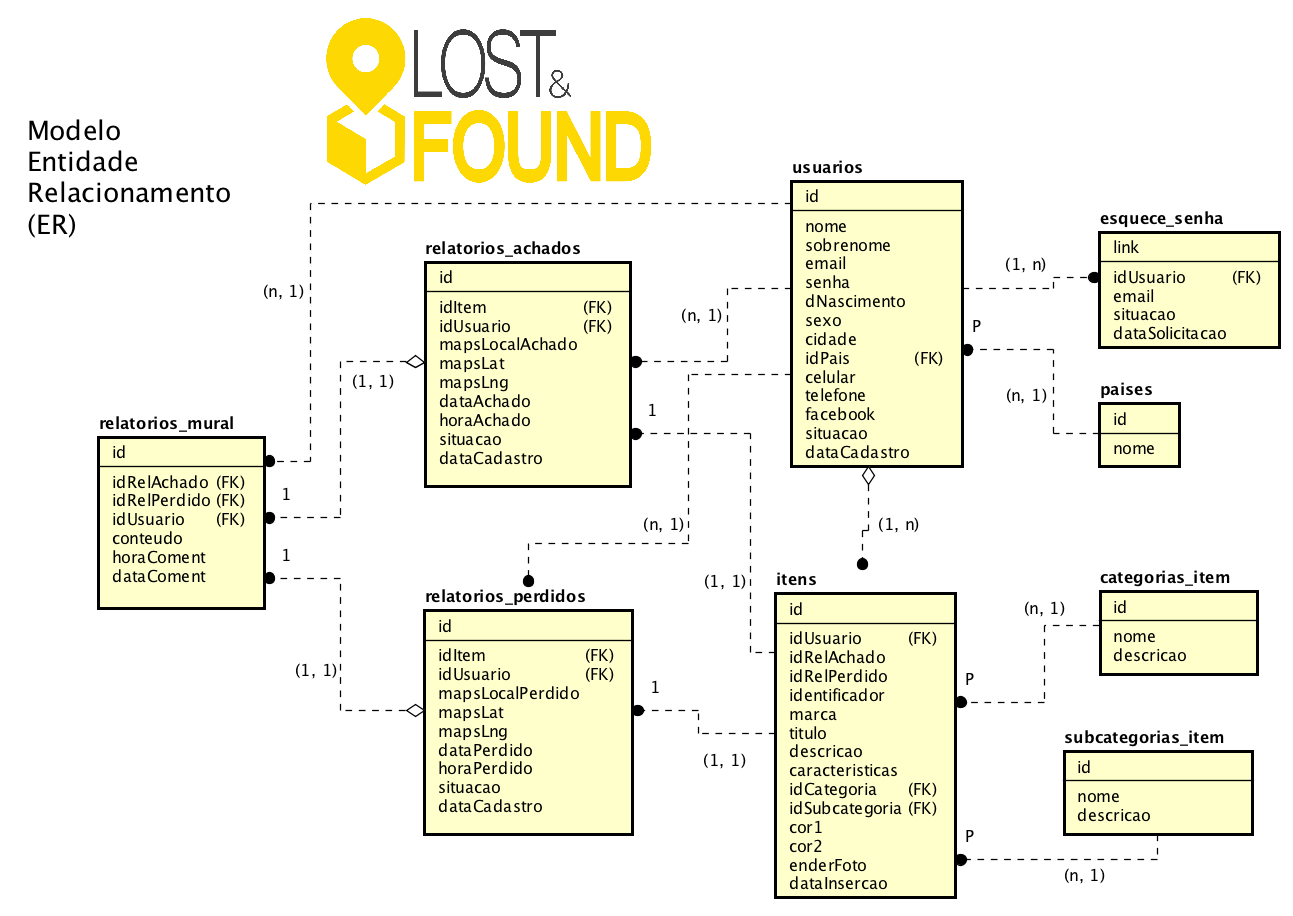 LOST&
FOUND
Modelo
Entidade
Relacionamento
(ER)
usuarios
id
nome
sobrenome
email
senha
dNascimento
sexo
cidade
idPais (FK)
celular
telefone
facebook
situacao
dataCadastro
esquece_senha
link
idUsuario (FK)
email
situacao
dataSolicitacao
(1, n)
P
(n, 1)
paises
id
nome
relatorios_achados
id
idItem (FK)
idUsuario (FK)
mapsLocalAchado
mapsLat
mapsLng
dataAchado
horaAchado
situacao
dataCadastro
(n, 1)
(n, 1)
(1, 1)
1
relatorios_mural
id
idRelAchado (FK)
idRelPerdido (FK)
idUsuario (FK)
conteudo
horaComent
dataComent
1
1
(1, 1)
(n, 1)
(1, 1)
(1, n)
relatorios_perdidos
id
idItem (FK)
idUsuario (FK)
mapsLocalPerdido
mapsLat
mapsLng
dataPerdido
horaPerdido
situacao
dataCadastro
1
(1, 1)
itens
id
idUsuario (FK)
idRelAchado
idRelPerdido
identificador
marca
titulo
descricao
caracteristicas
idCategoria (FK)
idSubcategoria (FK)
cor1
cor2
enderFoto
dataInsercao
categorias_item
id
nome
descricao
(n, 1)
P
subcategorias_item
id
nome
descricao
P
(n, 1)